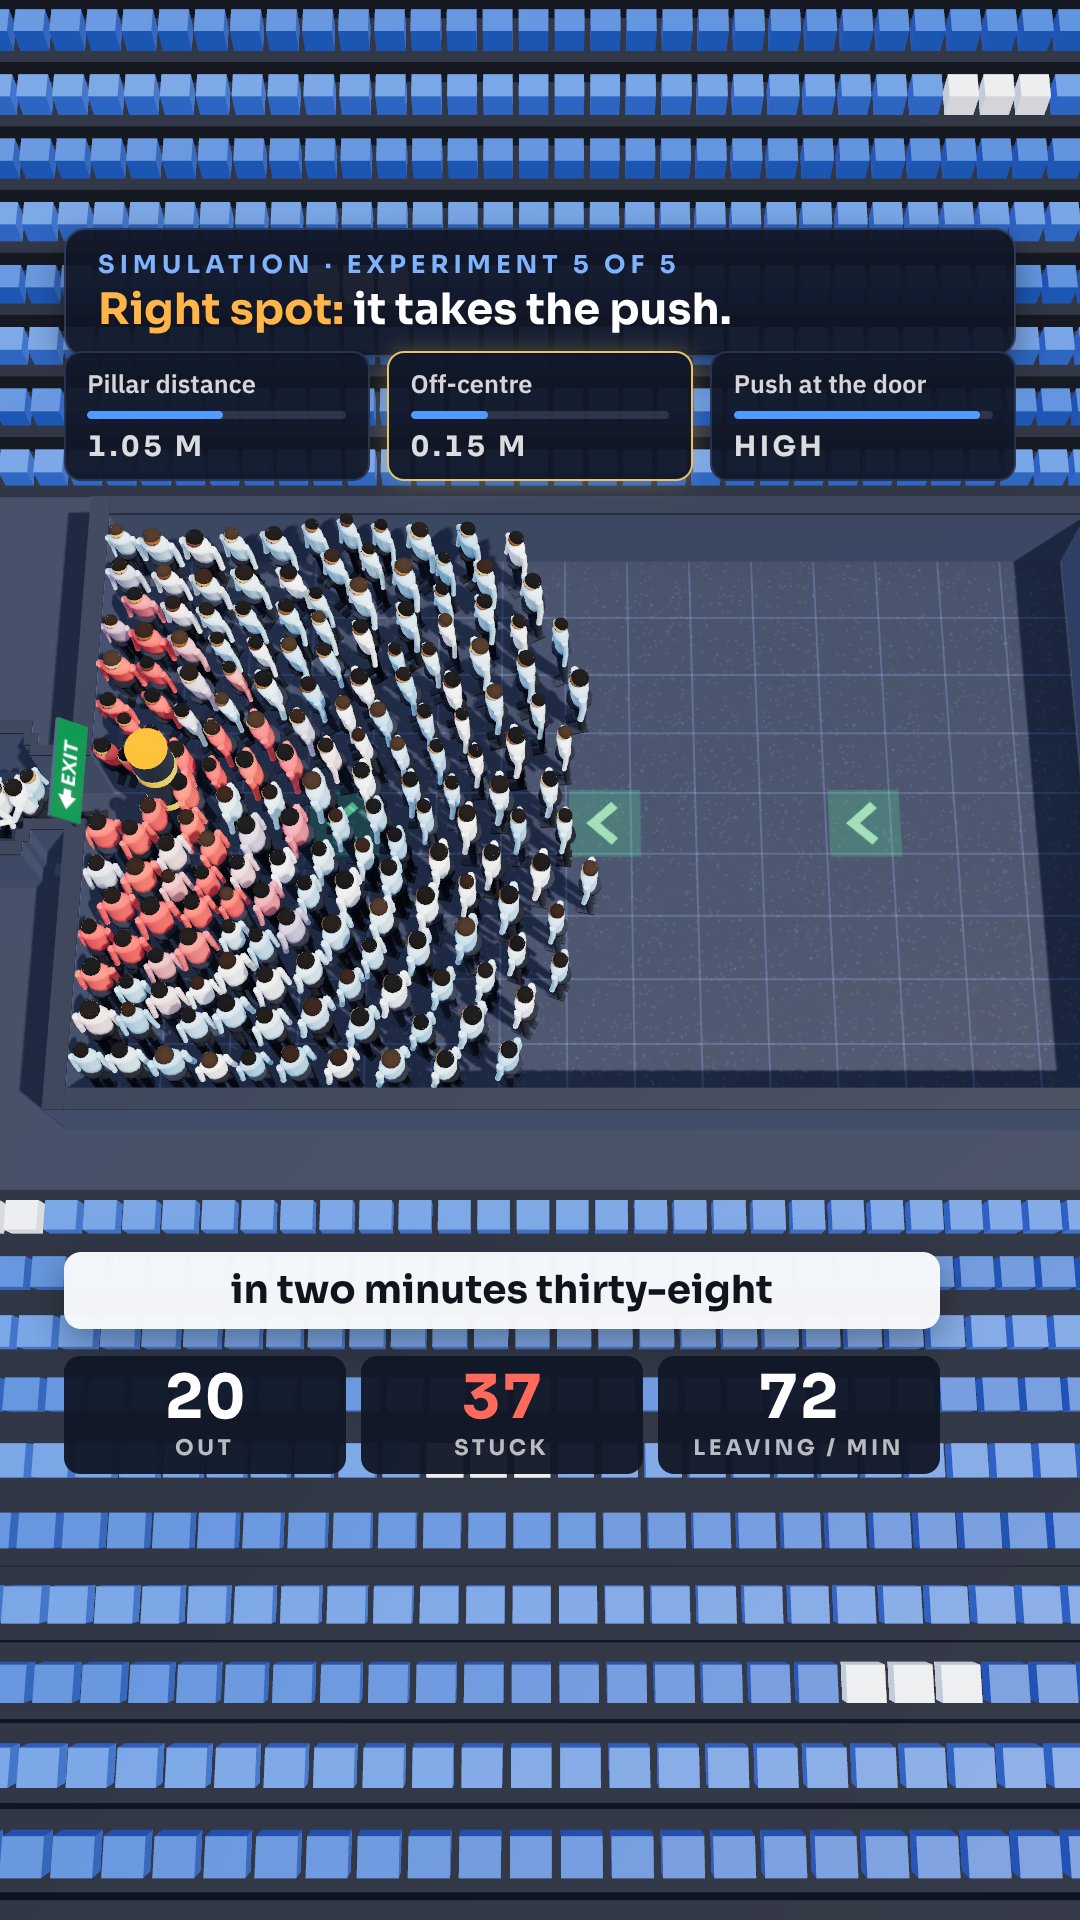 SIMULATION · EXPERIMENT 5 OF 5
Right spot: it takes the push.
Pillar distance
1.05 M
Off-centre
0.15 M
Push at the door
HIGH
EXIT
in two minutes thirty-eight
20
OUT
37
STUCK
72
LEAVING / MIN